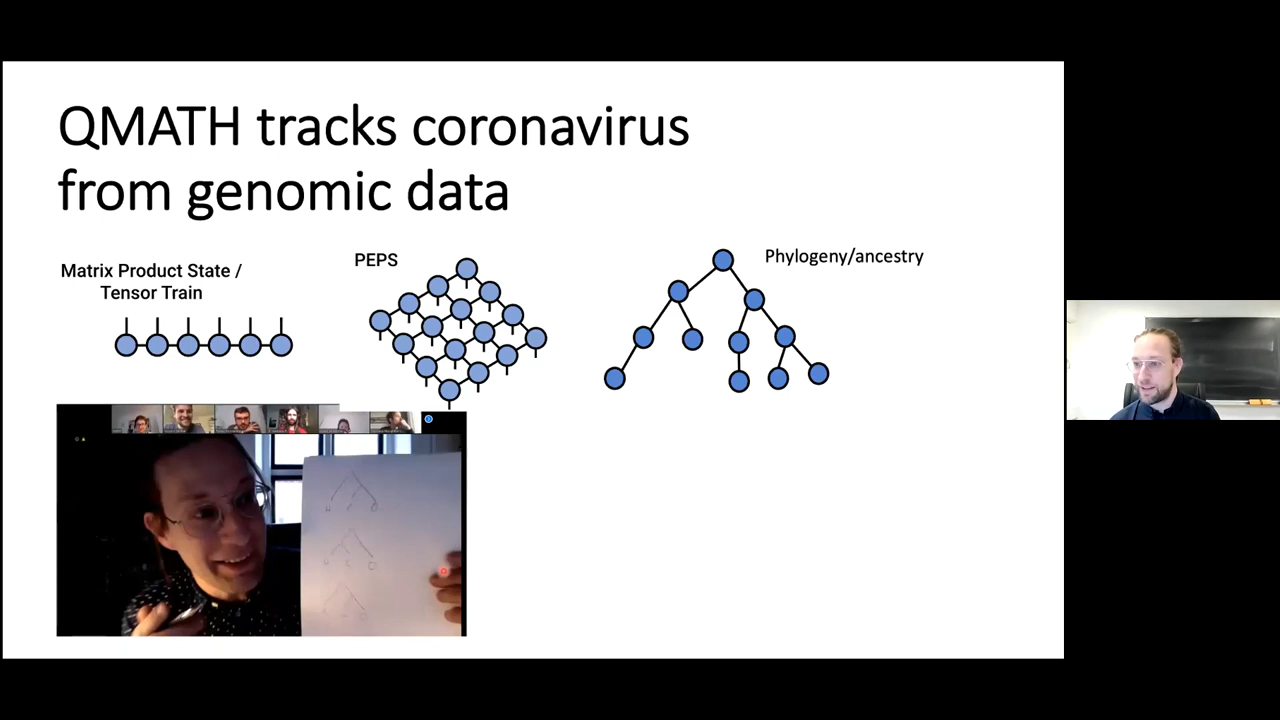 QMATH tracks coronavirus
from genomic data
Matrix Product State /
Tensor Train
PEPS
Phylogeny/ancestry